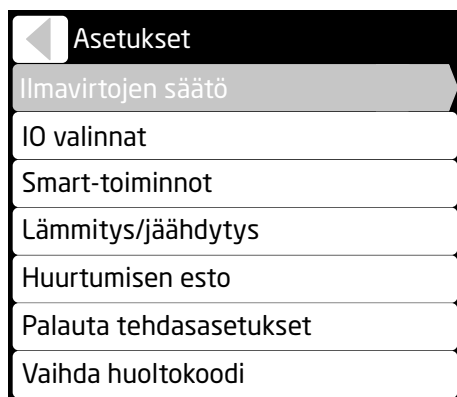 Asetukset
Ilmavirtojen säätö
IO valinnat
Smart-toiminnot
Lämmitys/jäähdytys
Huurtumisen esto
Palauta tehdasasetukset
Vaihda huoltokoodi